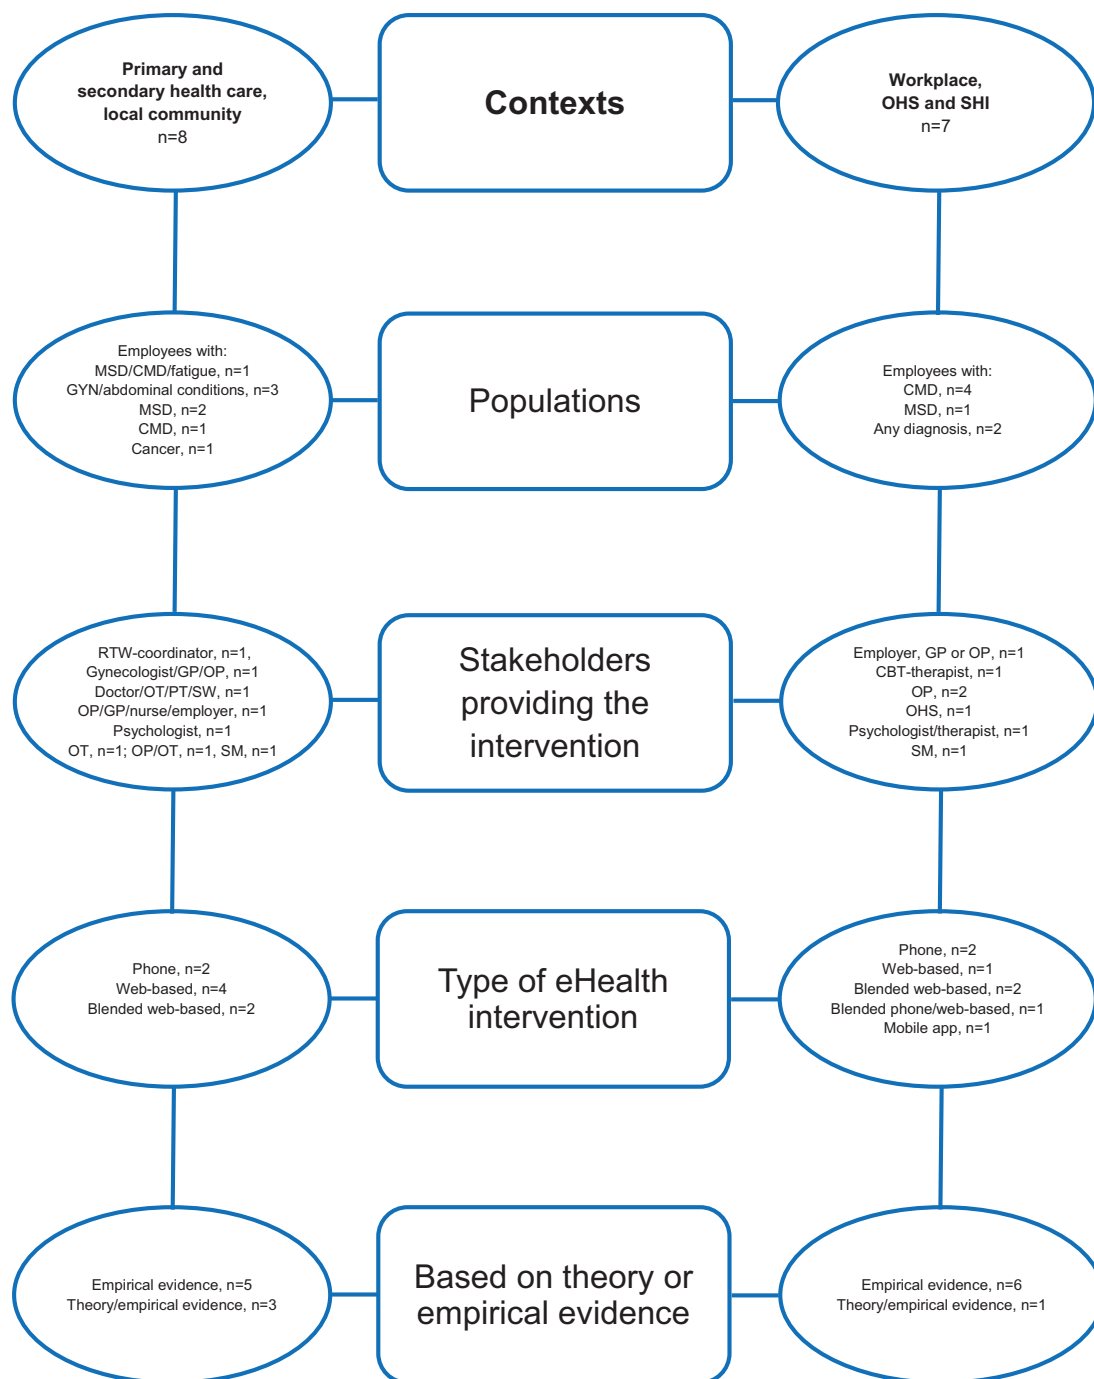 Primary and
secondary health care,
local community
n=8
Contexts
Workplace,
OHS and SHI
n=7
Employees with:
MSD/CMD/fatigue, n=1
GYN/abdominal conditions, n=3
MSD, n=2
CMD, n=1
Cancer, n=1
Populations
Employees with:
CMD, n=4
MSD, n=1
Any diagnosis, n=2
RTW-coordinator, n=1,
Gynecologist/GP/OP, n=1
Doctor/OT/PT/SW, n=1
OP/GP/nurse/employer, n=1
Psychologist, n=1
OT, n=1; OP/OT, n=1, SM, n=1
Stakeholders
providing the
intervention
Employer, GP or OP, n=1
CBT-therapist, n=1
OP, n=2
OHS, n=1
Psychologist/therapist, n=1
SM, n=1
Phone, n=2
Web-based, n=4
Blended web-based, n=2
Type of eHealth
intervention
Phone, n=2
Web-based, n=1
Blended web-based, n=2
Blended phone/web-based, n=1
Mobile app, n=1
Empirical evidence, n=5
Theory/empirical evidence, n=3
Based on theory or
empirical evidence
Empirical evidence, n=6
Theory/empirical evidence, n=1